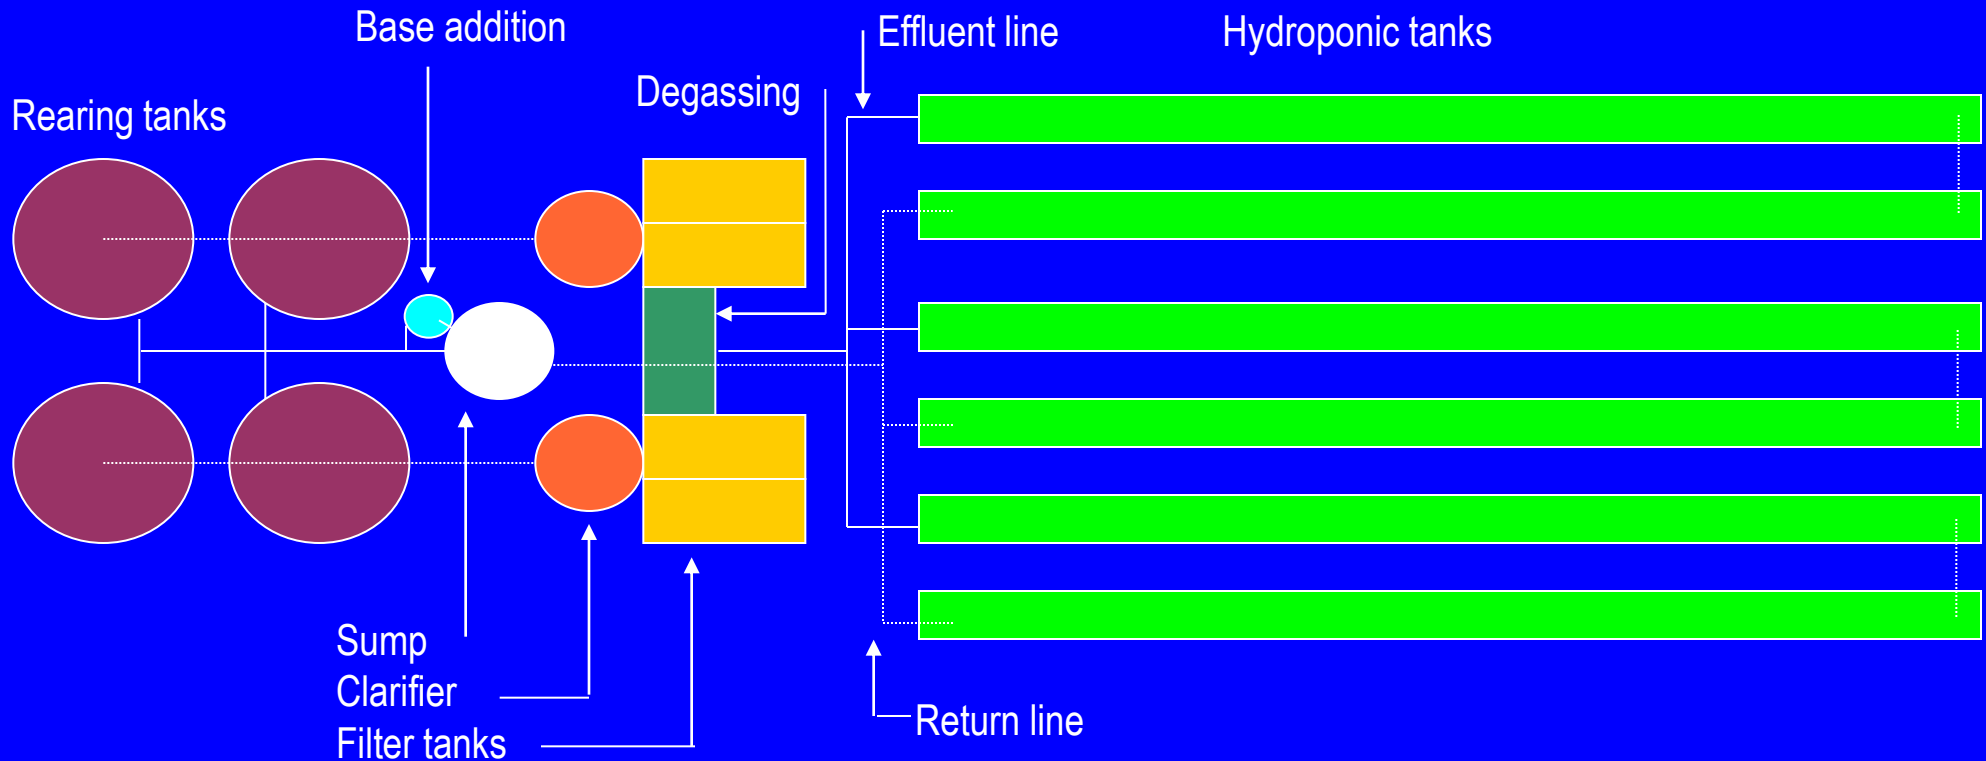 Base addition
Effluent line
Hydroponic tanks
Degassing
Rearing tanks
Sump
Clarifier
Filter tanks
Return line